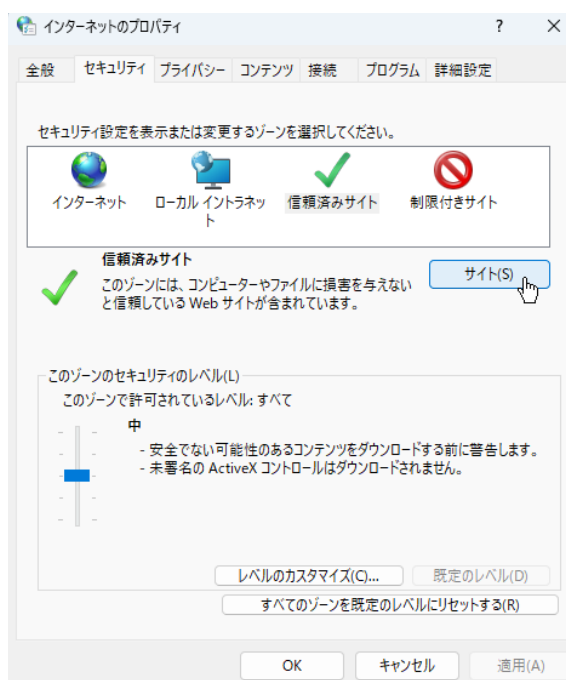 インターネットのプロパティ ? ×
全般 セキュリティ プライバシー コンテンツ 接続 プログラム 詳細設定
セキュリティ設定を表示または変更するゾーンを選択してください。
インターネット ローカル イントラネッ 信頼済みサイト 制限付きサイト
ト
信頼済みサイト
サイト(S)
このゾーンには、コンピューターやファイルに損害を与えない
と信頼している Web サイトが含まれています。
このゾーンのセキュリティのレベル(L)
このゾーンで許可されているレベル: すべて
中
- 安全でない可能性のあるコンテンツをダウンロードする前に警告します。
- 未署名の ActiveX コントロールはダウンロードされません。
レベルのカスタマイズ(C)... 既定のレベル(D)
すべてのゾーンを既定のレベルにリセットする(R)
OK キャンセル 適用(A)